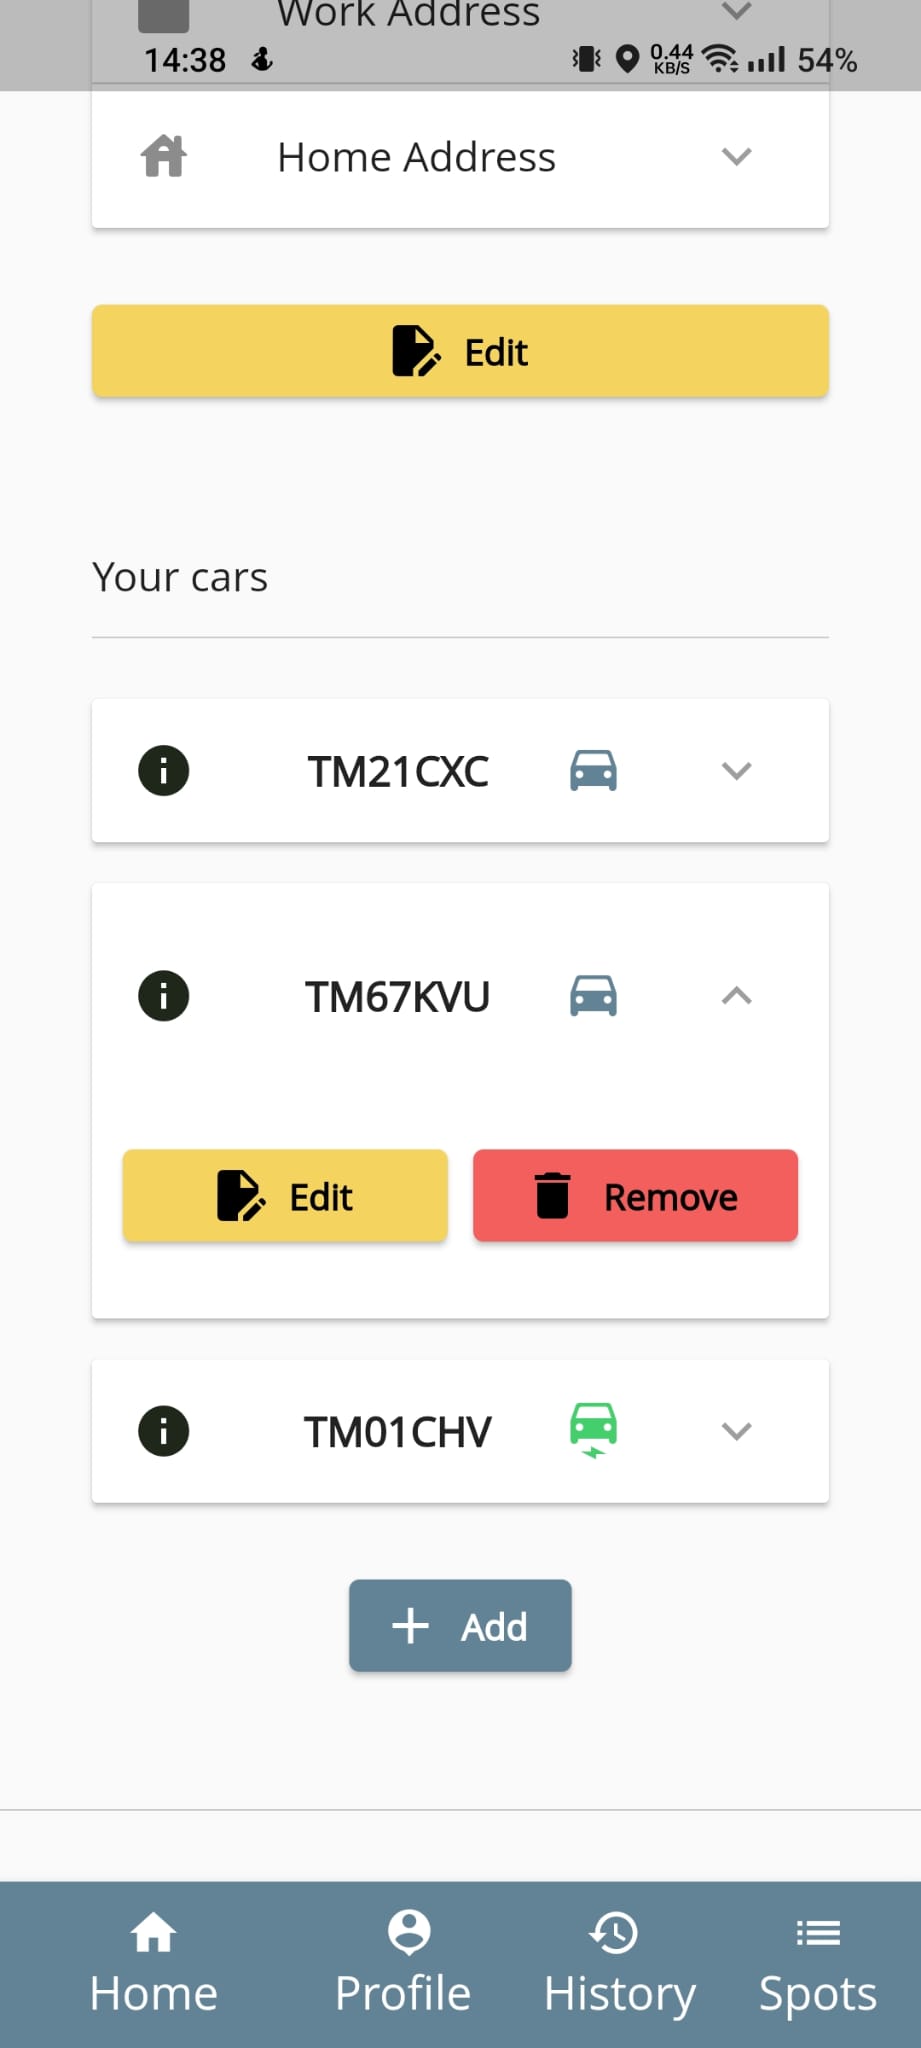 Work Address
14:38 0.44 KB/S 54%
Home Address
Edit
Your cars
TM21CXC
TM67KVU
Edit Remove
TM01CHV
Add
Home Profile History Spots